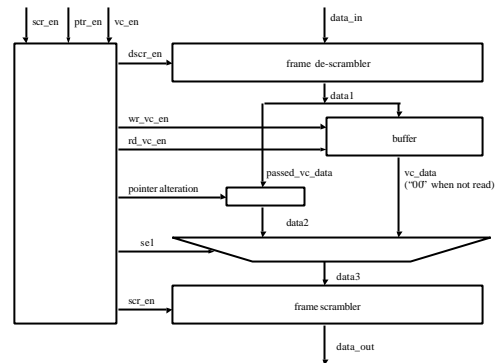 scr_en ptr_en vc_en data_in
dscr_en
frame de-scrambler
data1
wr_vc_en
buffer
rd_vc_en
passed_vc_data
vc_data
("00" when not read)
pointer alteration
data2
sel
data3
scr_en
frame scrambler
data_out